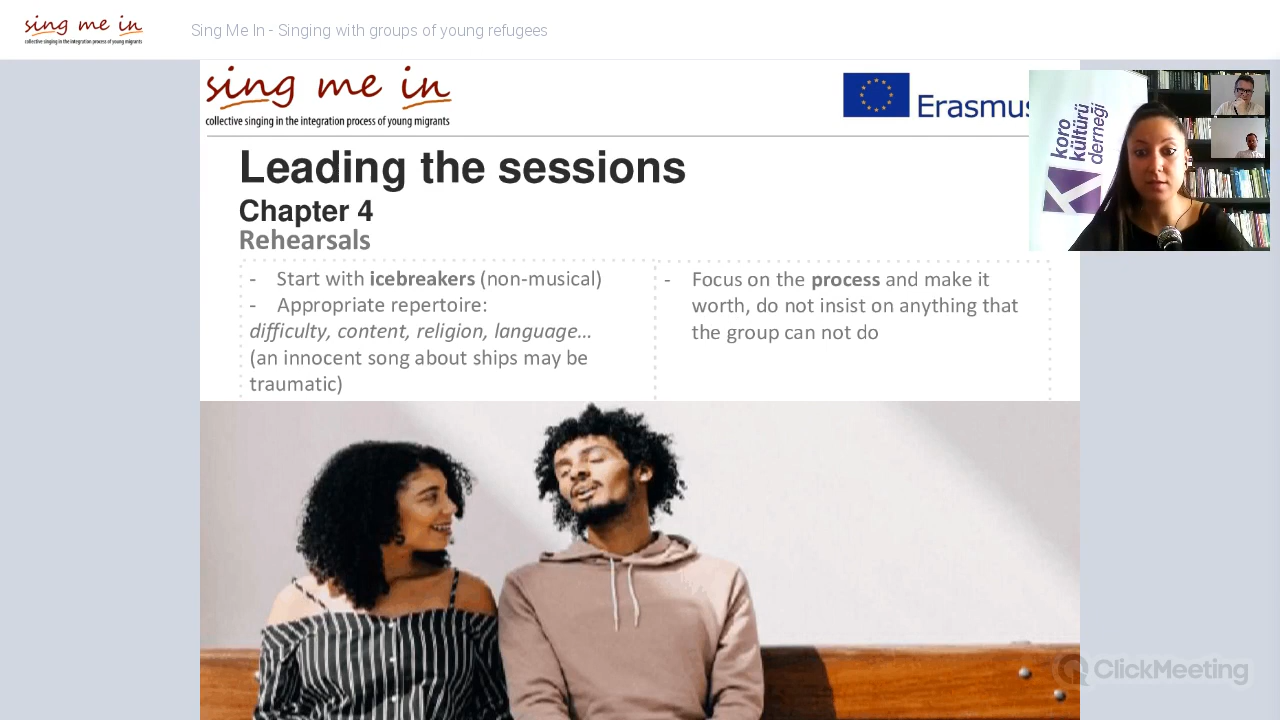 sing me in
collective singing in the integration process of young migrants
Sing Me In - Singing with groups of young refugees
sing me in
collective singing in the integration process of young migrants
Erasmus
koro
kültürü
derneği
Leading the sessions
Chapter 4
Rehearsals
- Start with icebreakers (non-musical)
- Appropriate repertoire:
difficulty, content, religion, language...
(an innocent song about ships may be
traumatic)
- Focus on the process and make it
worth, do not insist on anything that
the group can not do
ClickMeeting